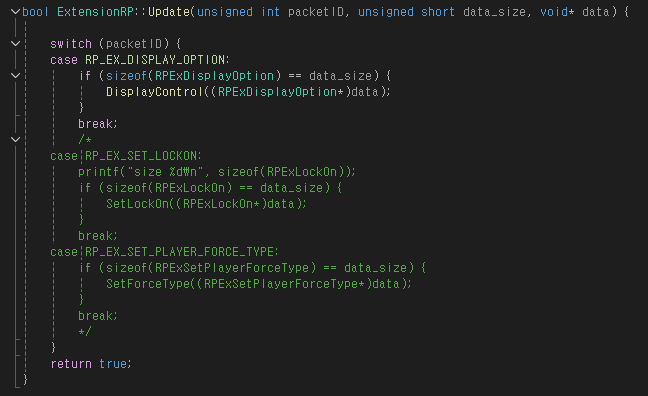 bool ExtensionRP::Update(unsigned int packetID, unsigned short data_size, void* data) {
switch (packetID) {
case RP_EX_DISPLAY_OPTION:
if (sizeof(RPExDisplayOption) == data_size) {
DisplayControl((RPExDisplayOption*)data);
}
break;
/*
case RP_EX_SET_LOCKON:
printf("size %d₩n", sizeof(RPExLockOn));
if (sizeof(RPExLockOn) == data_size) {
SetLockOn((RPExLockOn*)data);
}
break;
case RP_EX_SET_PLAYER_FORCE_TYPE:
if (sizeof(RPExSetPlayerForceType) == data_size) {
SetForceType((RPExSetPlayerForceType*)data);
}
break;
*/
}
return true;
}